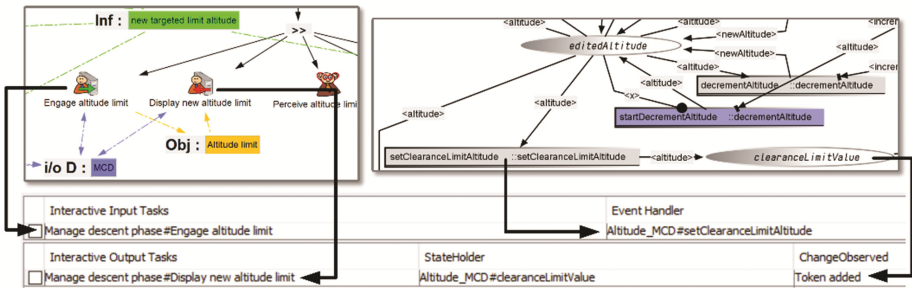 Inf : new targeted limit altitude
>>
Engage altitude limit
Display new altitude limit
Perceive altitude limi
Obj : Altitude limit
i/o D : MCD
<altitude>
<altitude>
<incre
<newAltitude>
editedAltitude
<altitude>
<newAltitude>
<altitude>
<altitude>
<incre
decrementAltitude ::decrementAltitude
<x>
<altitude>
<altitude>
startDecrementAltitude ::decrementAltitude
setClearanceLimitAltitude ::setClearanceLimitAltitude
<altitude>
clearanceLimitValue
Interactive Input Tasks Event Handler
Manage descent phase#Engage altitude limit Altitude_MCD#setClearanceLimitAltitude
Interactive Output Tasks StateHolder ChangeObserved
Manage descent phase#Display new altitude limit Altitude_MCD#clearanceLimitValue Token added